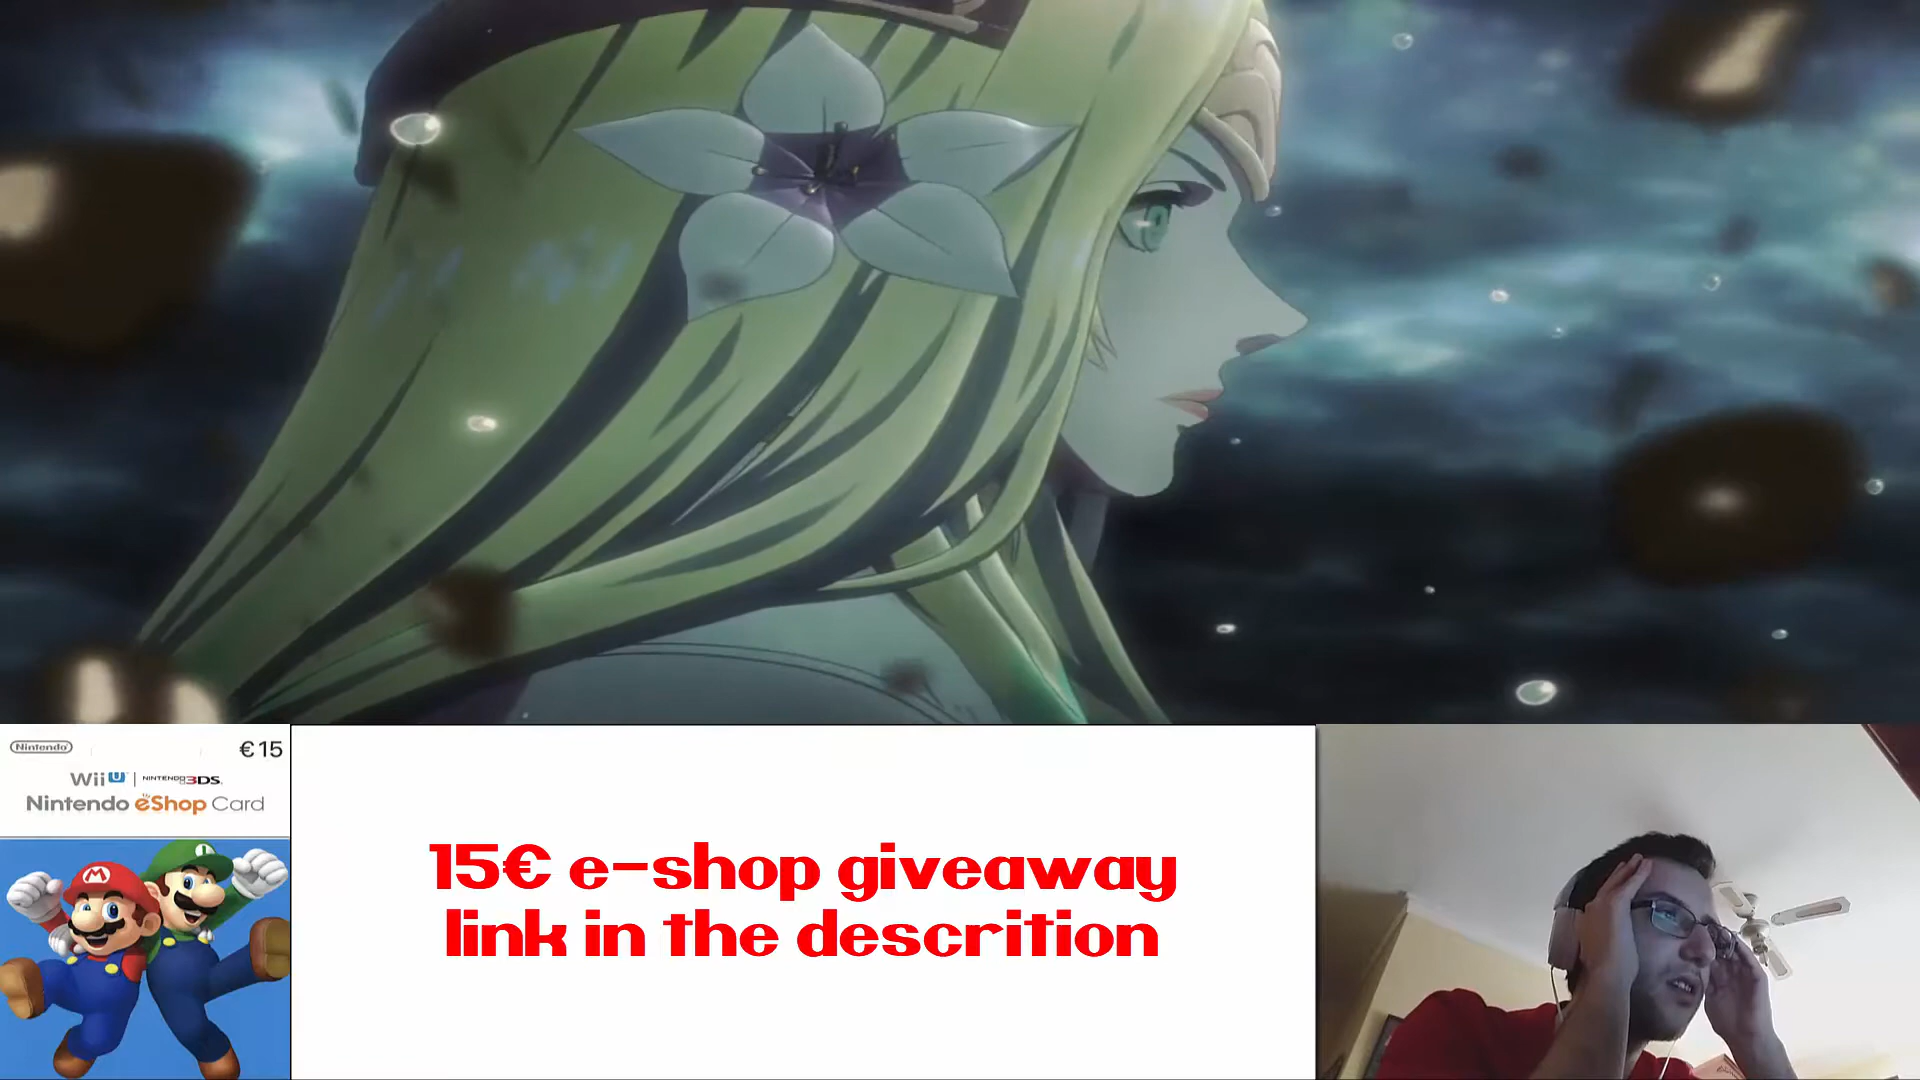 Nintendo
€15
Wii U | NINTENDO 3DS
Nintendo eShop Card
15€ e-shop giveaway
link in the descrition